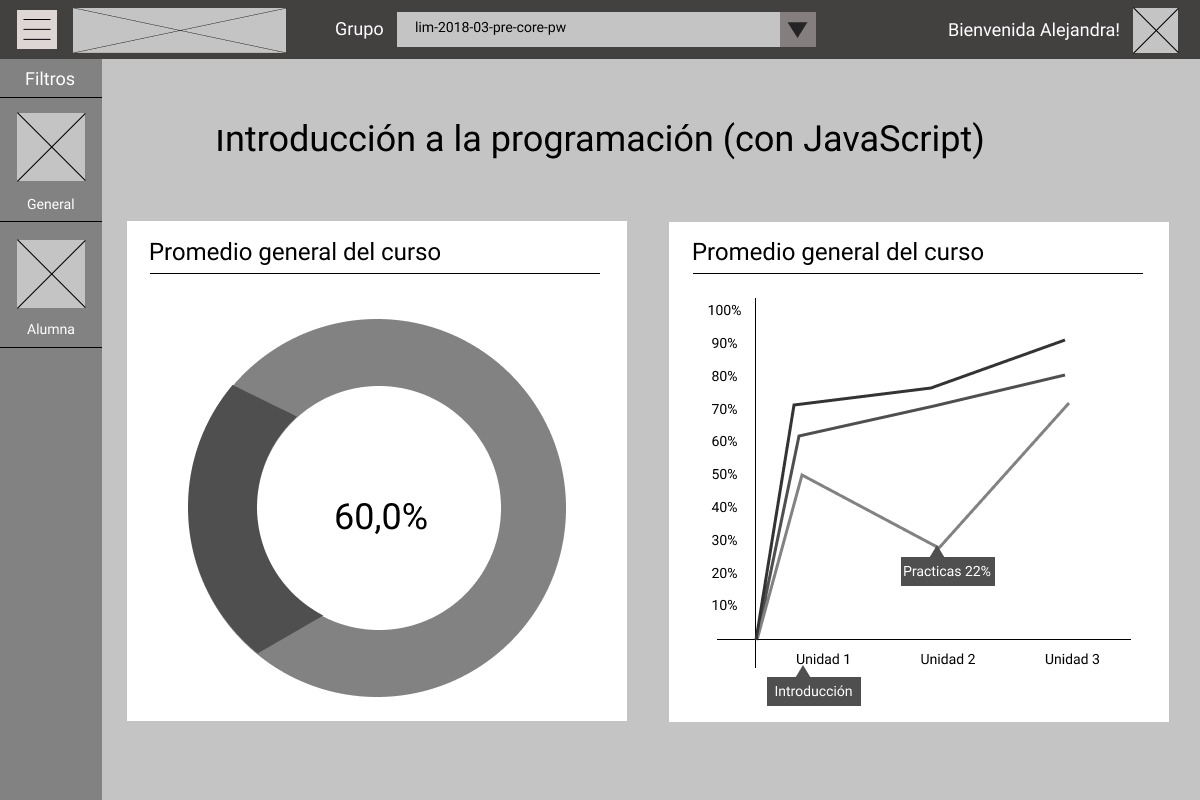 Grupo
lim-2018-03-pre-core-pw
Bienvenida Alejandra!
Filtros
General
Alumna
Introducción a la programación (con JavaScript)
Promedio general del curso
60,0%
Promedio general del curso
100%
90%
80%
70%
60%
50%
40%
30%
20%
10%
Practicas 22%
Unidad 1 Unidad 2 Unidad 3
Introducción